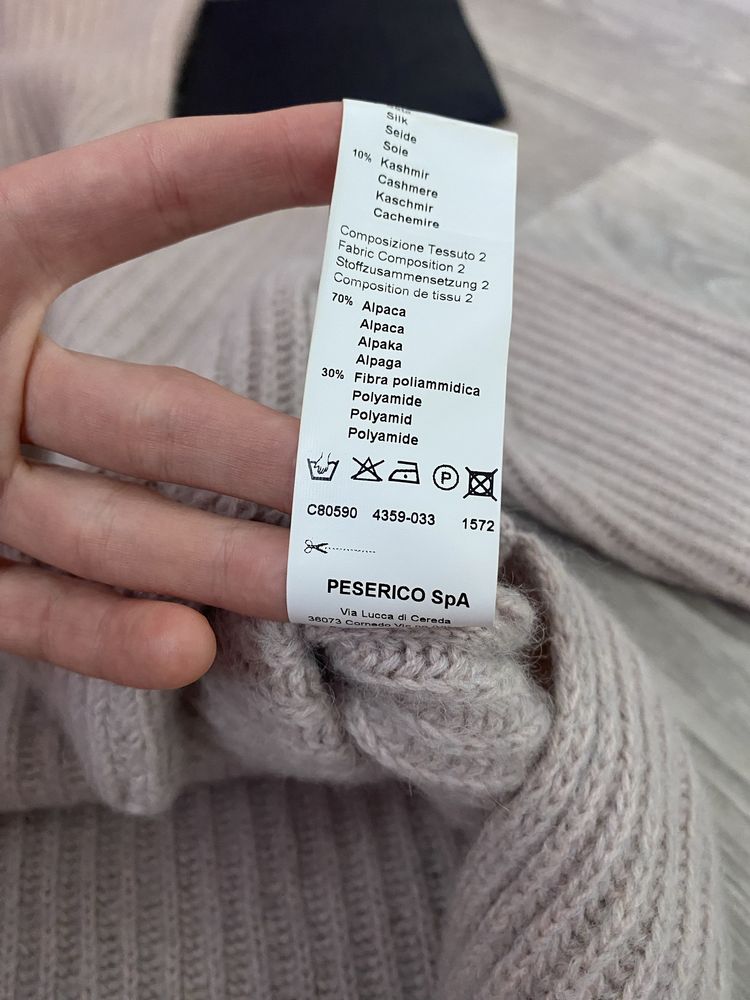 Silk
Seide
Soie
10% Kashmir
Cashmere
Kaschmir
Cachemire
Composizione Tessuto 2
Fabric Composition 2
Stoffzusammensetzung 2
Composition de tissu 2
70% Alpaca
Alpaca
Alpaka
Alpaga
30% Fibra poliammidica
Polyamide
Polyamid
Polyamide
P
C80590 4359-033 1572
PESERICO SpA
Via Lucca di Cereda
36073 Cornedo